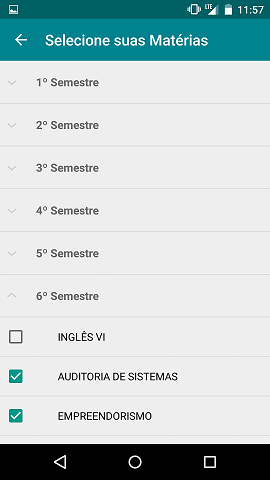 LTE 11:57
Selecione suas Matérias
1º Semestre
2º Semestre
3º Semestre
4º Semestre
5º Semestre
6º Semestre
INGLÊS VI
AUDITORIA DE SISTEMAS
EMPREENDORISMO